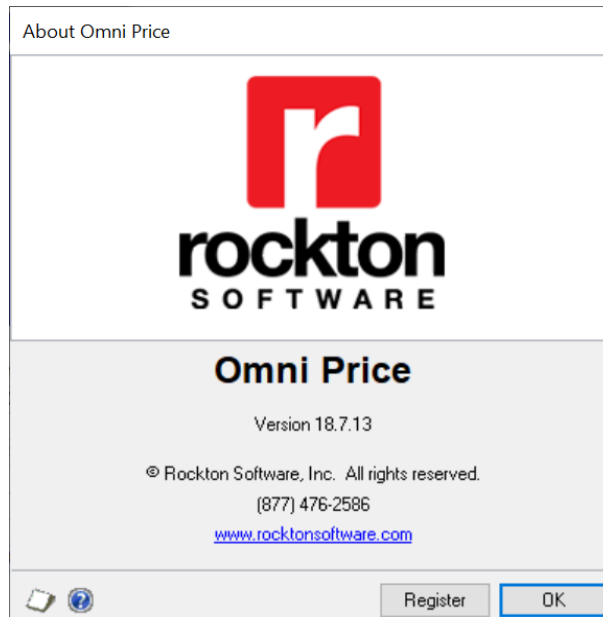 About Omni Price
r
rockton
SOFTWARE
Omni Price
Version 18.7.13
© Rockton Software, Inc. All rights reserved.
(877) 476-2586
www.rocktonsoftware.com
? Register OK